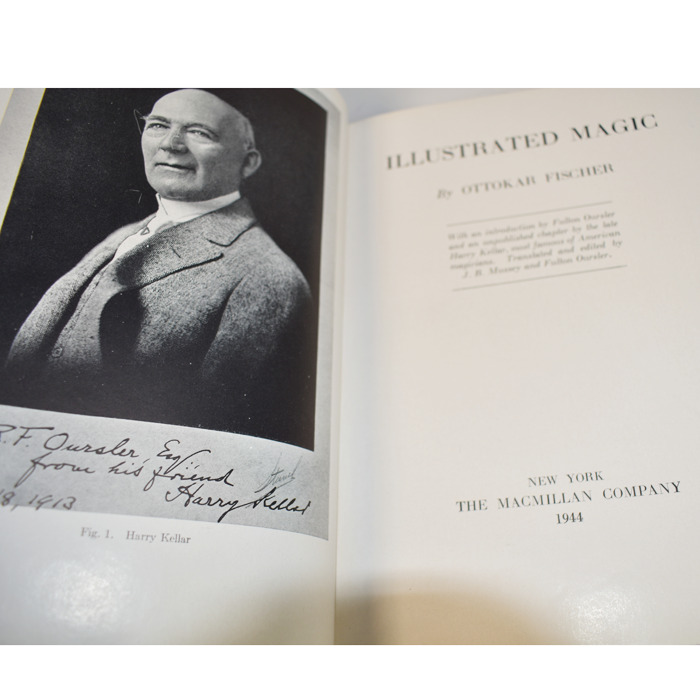 R. F. Oursler, Esq
from his friend
Harry Kellar
18, 1913
Fig. 1. Harry Kellar
ILLUSTRATED MAGIC
By OTTOKAR FISCHER
With an introduction by Fulton Oursler
and an unpublished chapter by the late
Harry Kellar, most famous of American
magicians. Translated and edited by
J. B. Mussey and Fulton Oursler.
NEW YORK
THE MACMILLAN COMPANY
1944